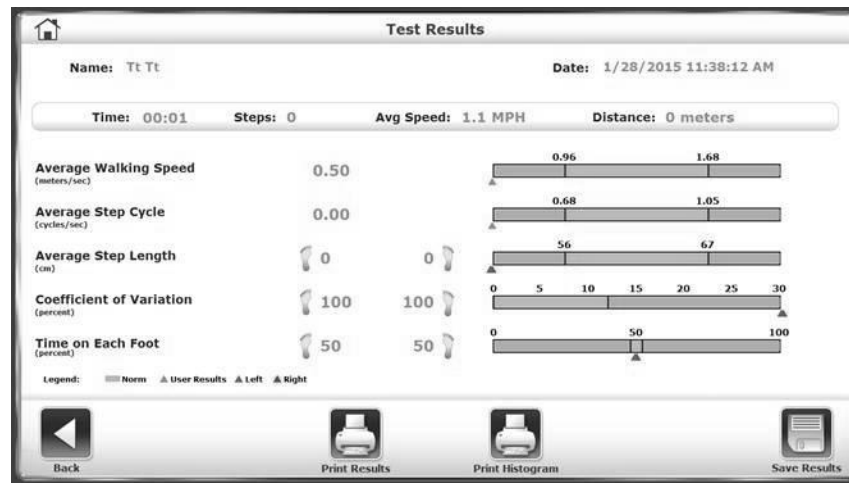 Test Results
Name: Tt Tt Date: 1/28/2015 11:38:12 AM
Time: 00:01 Steps: 0 Avg Speed: 1.1 MPH Distance: 0 meters
0.96 1.68
Average Walking Speed 0.50
(meters/sec)
0.68 1.05
Average Step Cycle 0.00
(cycles/sec)
56 67
Average Step Length 0 0
(cm)
0 5 10 15 20 25 30
Coefficient of Variation 100 100
(percent)
0 50 100
Time on Each Foot 50 50
(percent)
Legend: Norm User Results Left Right
Back Print Results Print Histogram Save Results